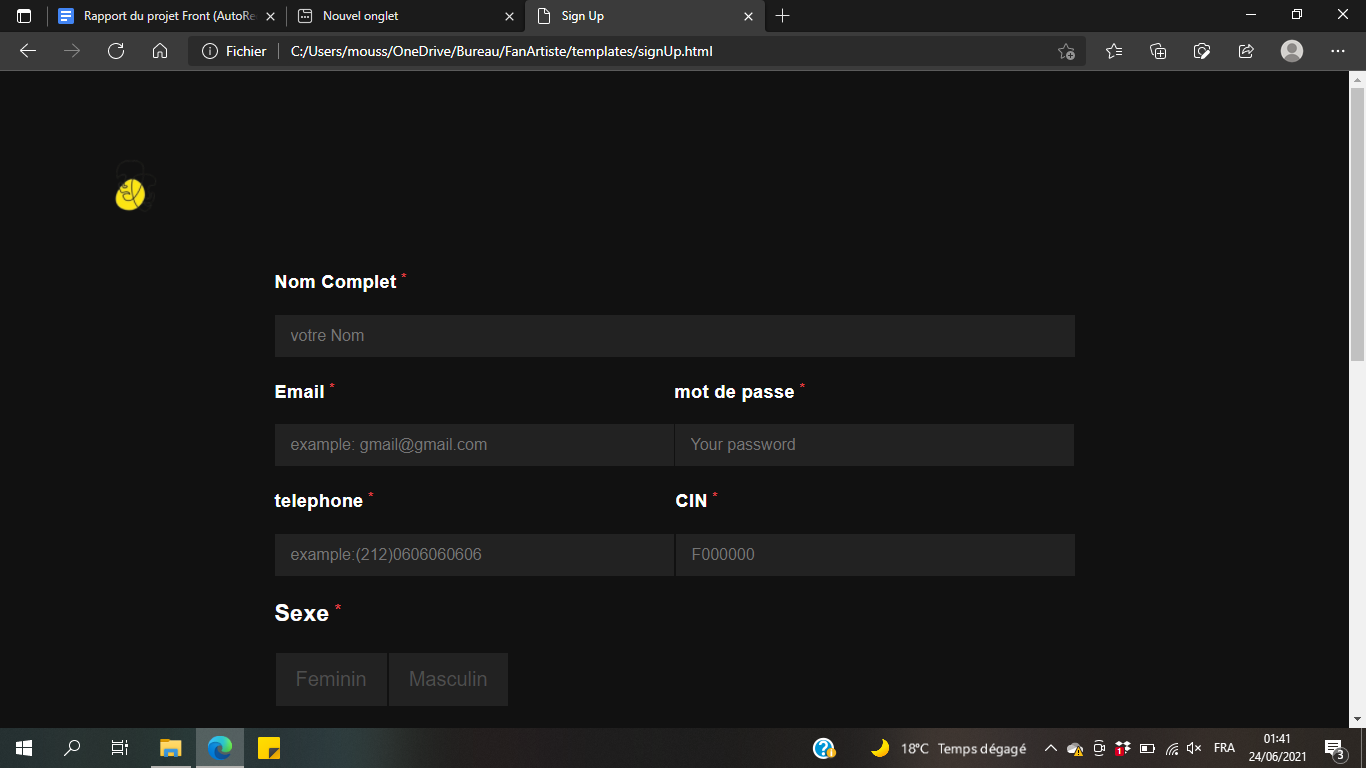 Rapport du projet Front (AutoRe
Nouvel onglet
Sign Up
Fichier
C:/Users/mouss/OneDrive/Bureau/FanArtiste/templates/signUp.html
Nom Complet *
votre Nom
Email * mot de passe *
example: gmail@gmail.com Your password
telephone * CIN *
example:(212)0606060606 F000000
Sexe *
Feminin Masculin
18°C Temps dégagé
FRA
01:41
24/06/2021
3